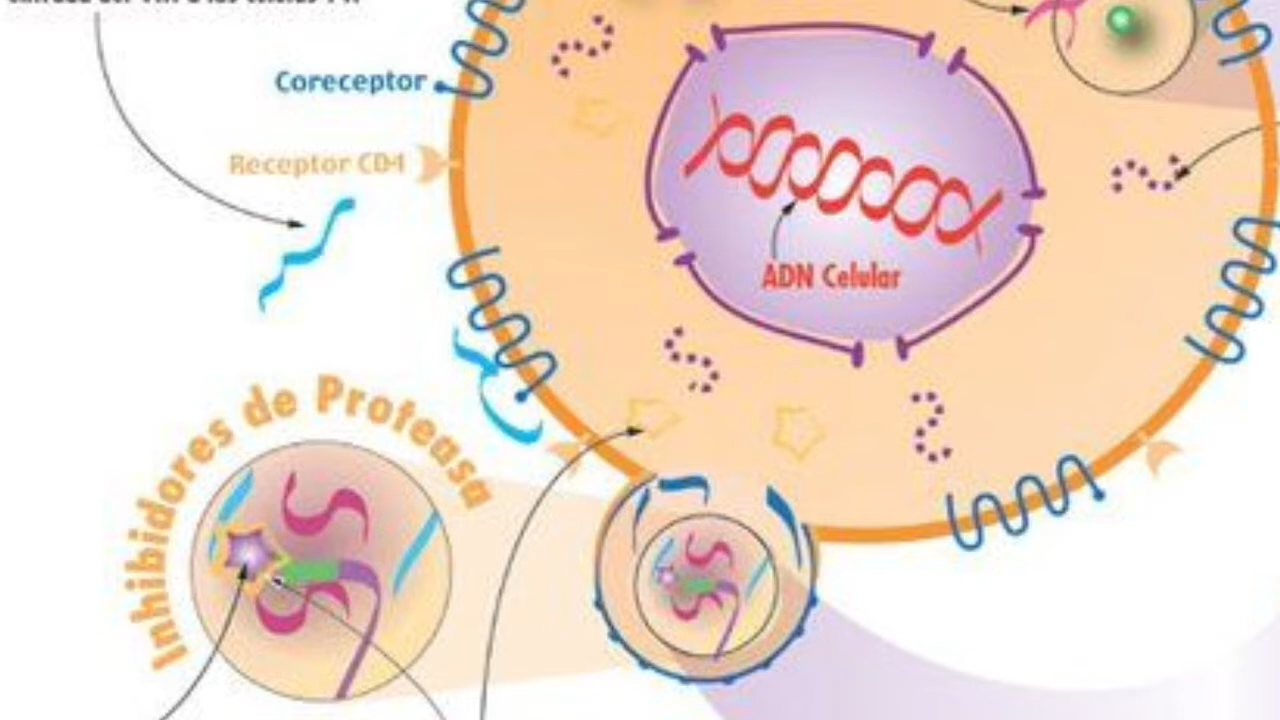 Coreceptor
Receptor CD4
ADN Celular
Inhibidores de Proteasa